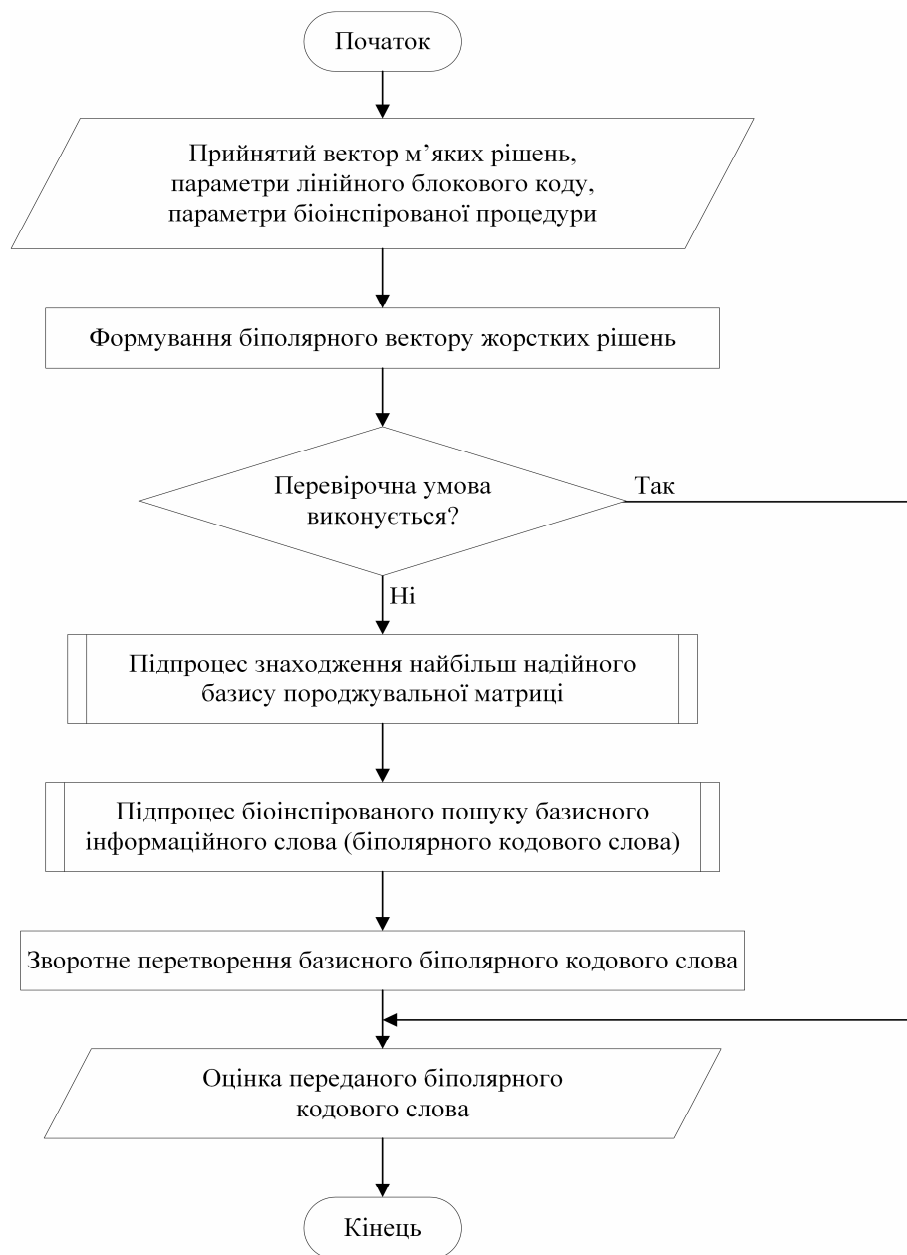 Початок
Прийнятий вектор м’яких рішень,
параметри лінійного блокового коду,
параметри біоінспірованої процедури
Формування біполярного вектору жорстких рішень
Перевірочна умова
виконується?
Так
Ні
Підпроцес знаходження найбільш надійного
базису породжувальної матриці
Підпроцес біоінспірованого пошуку базисного
інформаційного слова (біполярного кодового слова)
Зворотне перетворення базисного біполярного кодового слова
Оцінка переданого біполярного
кодового слова
Кінець